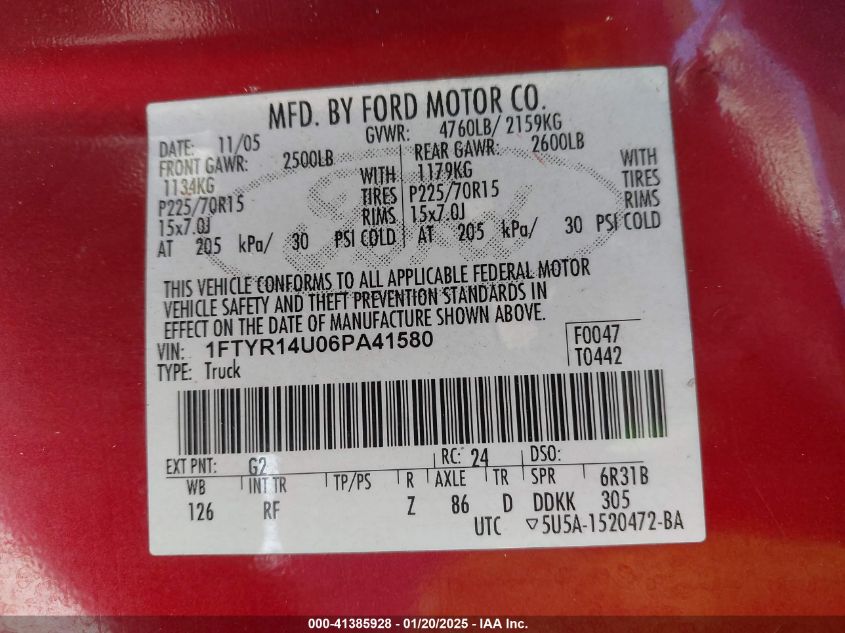 MFD. BY FORD MOTOR CO.
DATE: 11/05 GVWR: 4760LB/ 2159KG
FRONT GAWR: 2500LB REAR GAWR: 2600LB
1134KG WITH 1179KG WITH
P225/70R15 TIRES P225/70R15 TIRES
15x7.0J RIMS 15x7.0J RIMS
AT 205 kPa/ 30 PSI COLD AT 205 kPa/ 30 PSI COLD
THIS VEHICLE CONFORMS TO ALL APPLICABLE FEDERAL MOTOR
VEHICLE SAFETY AND THEFT PREVENTION STANDARDS IN
EFFECT ON THE DATE OF MANUFACTURE SHOWN ABOVE.
VIN: 1FTYR14U06PA41580 F0047
TYPE: Truck T0442
EXT PNT: G2 RC: 24 DSO:
WB INT TR TP/PS R AXLE TR SPR 6R31B
126 RF Z 86 D DDKK 305
UTC ▽5U5A-1520472-BA
000-41385928 - 01/20/2025 - IAA Inc.